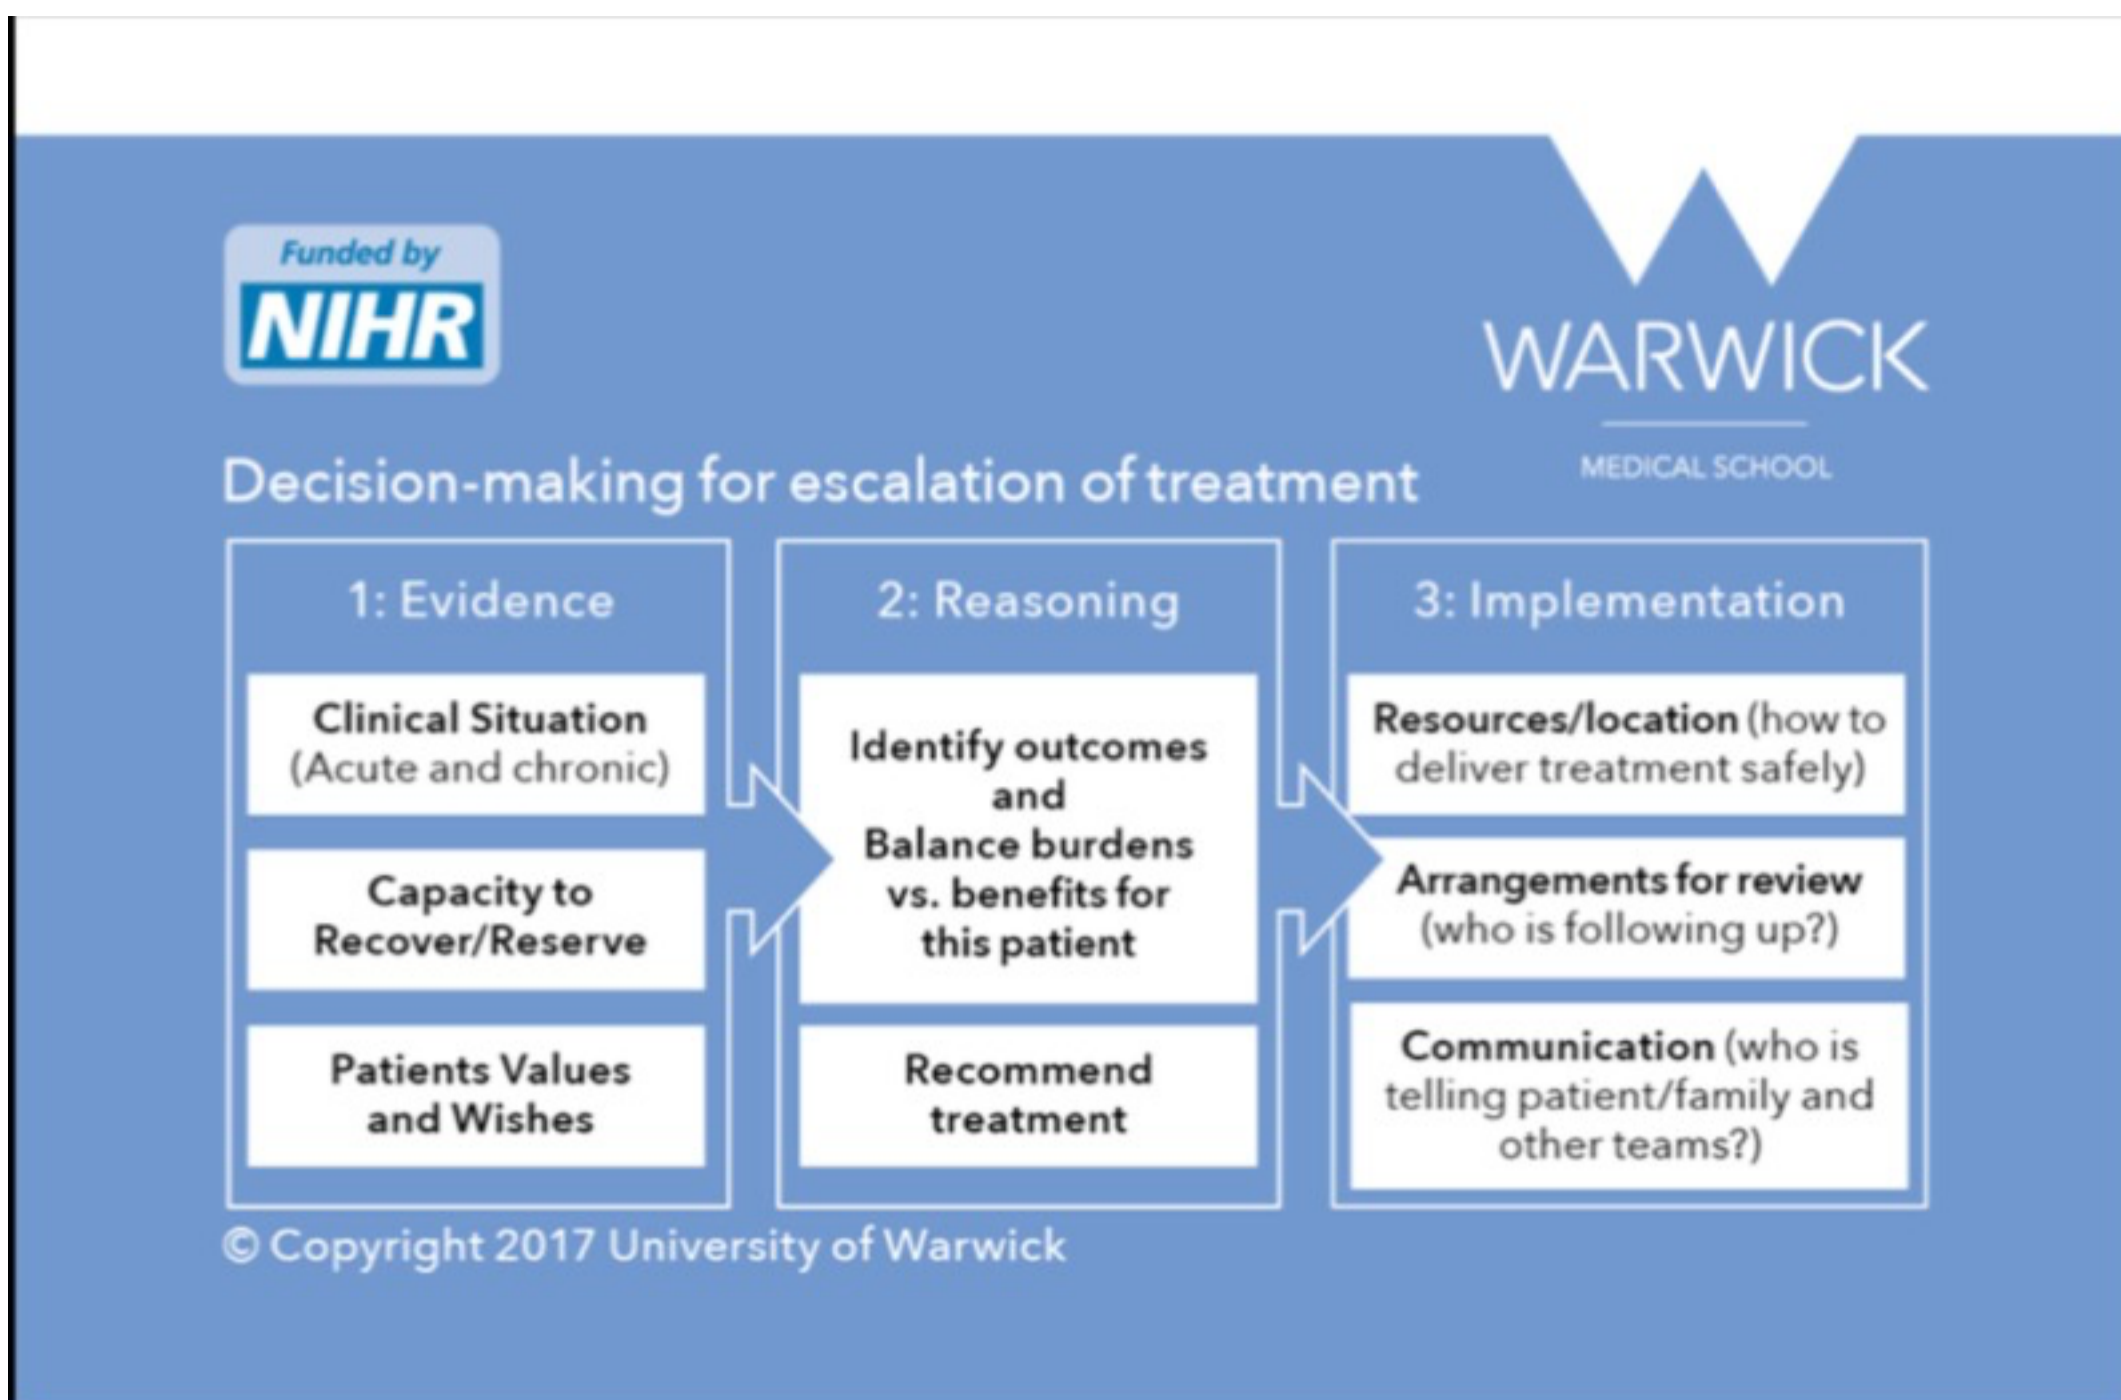 Funded by
NIHR
WARWICK
MEDICAL SCHOOL
Decision-making for escalation of treatment
1: Evidence
Clinical Situation
(Acute and chronic)
Capacity to
Recover/Reserve
Patients Values
and Wishes
2: Reasoning
Identify outcomes
and
Balance burdens
vs. benefits for
this patient
Recommend
treatment
3: Implementation
Resources/location (how to
deliver treatment safely)
Arrangements for review
(who is following up?)
Communication (who is
telling patient/family and
other teams?)
© Copyright 2017 University of Warwick